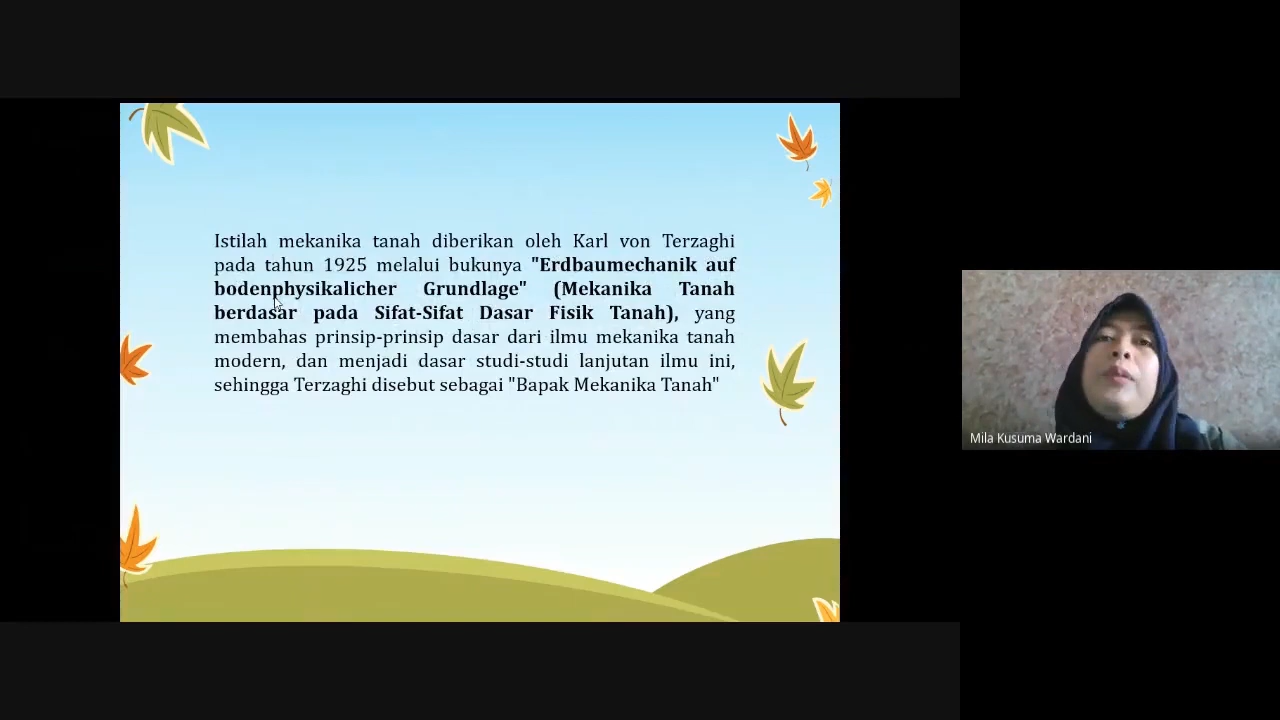 Istilah mekanika tanah diberikan oleh Karl von Terzaghi
pada tahun 1925 melalui bukunya "Erdbaumechanik auf
bodenphysikalicher Grundlage" (Mekanika Tanah
berdasar pada Sifat-Sifat Dasar Fisik Tanah), yang
membahas prinsip-prinsip dasar dari ilmu mekanika tanah
modern, dan menjadi dasar studi-studi lanjutan ilmu ini,
sehingga Terzaghi disebut sebagai "Bapak Mekanika Tanah"
Mila Kusuma Wardani